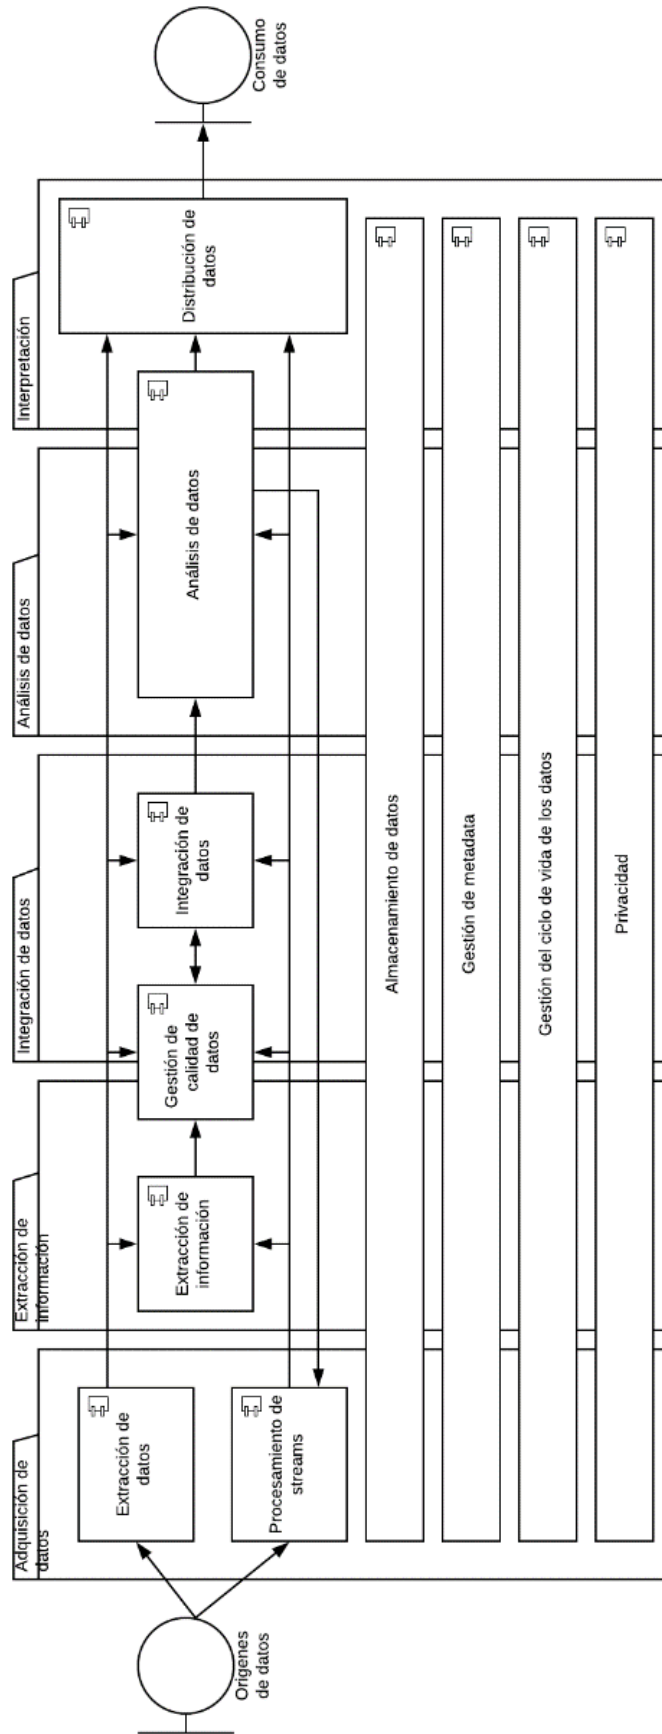 Orígenes
de datos
Adquisición de
datos
Extracción de
datos
Procesamiento de
streams
Extracción de
información
Extracción de
información
Integración de datos
Gestión de
calidad de
datos
Integración de
datos
Análisis de datos
Análisis de datos
Interpretación
Distribución de
datos
Consumo
de datos
Almacenamiento de datos
Gestión de metadata
Gestión del ciclo de vida de los datos
Privacidad